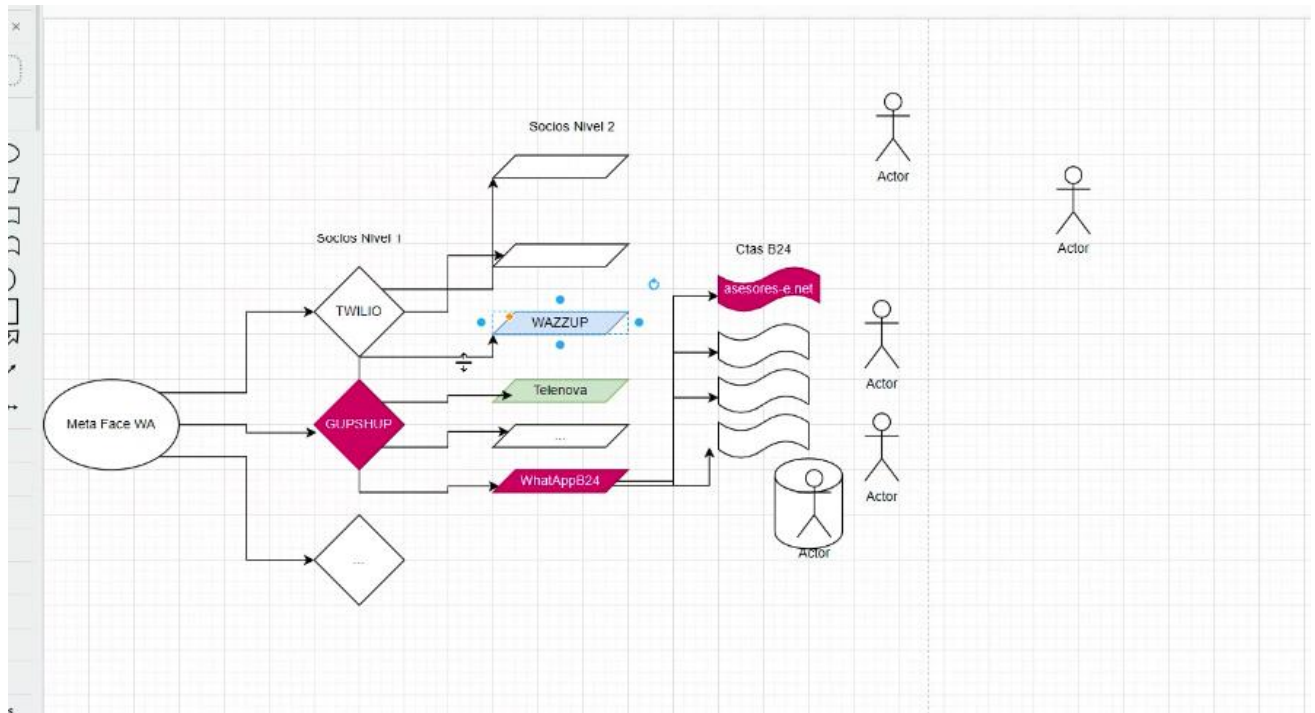 Socios Nivel 2
Actor
Socios Nivel 1
Actor
Ctas B24
asesores-e.net
TWILIO
WAZZUP
Actor
Telenova
Meta Face WA
GUPSHUP
...
WhatAppB24
Actor
Actor
...